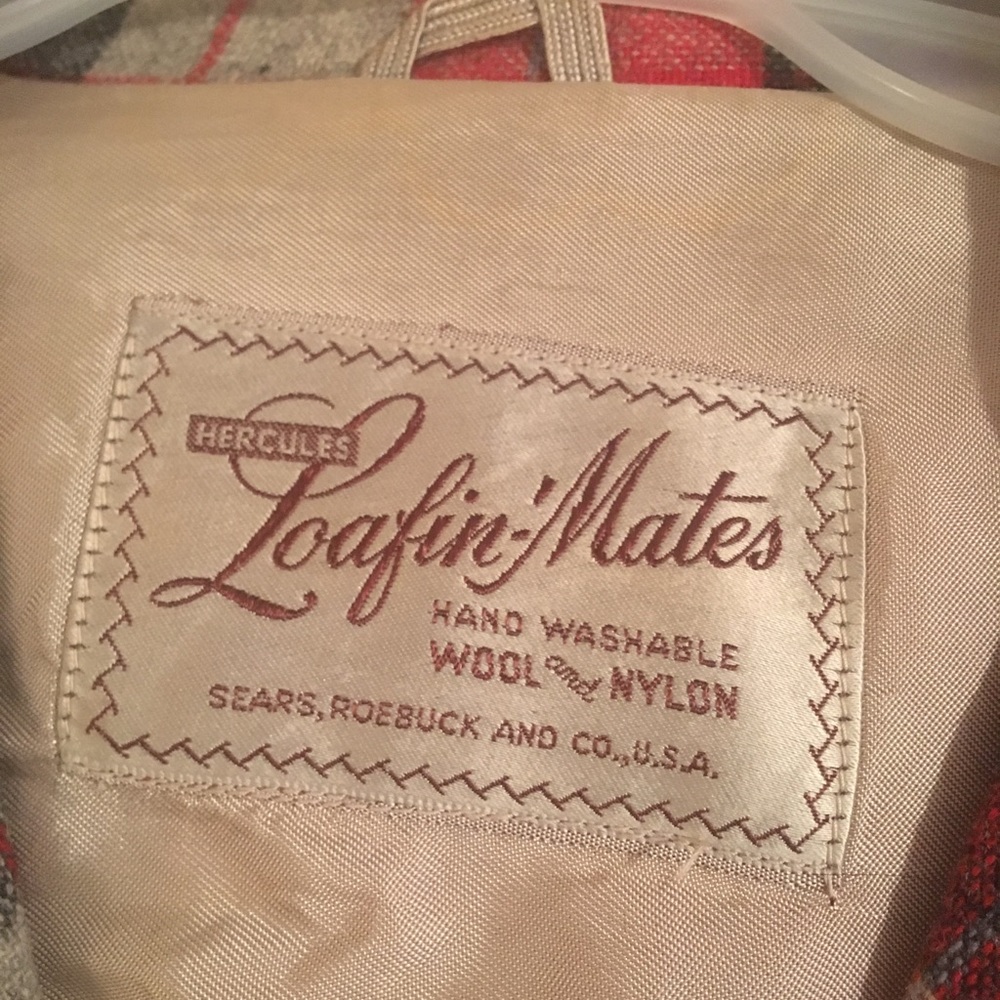 HERCULES
Loafin'-Mates
HAND WASHABLE
WOOL and NYLON
SEARS, ROEBUCK AND CO., U.S.A.